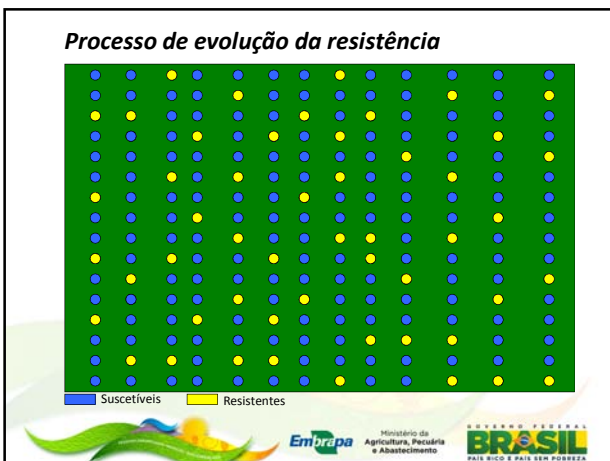 Processo de evolução da resistência
Suscetíveis
Resistentes
Embrapa
Ministério da
Agricultura, Pecuária
e Abastecimento
GOVERNO FEDERAL
BRASIL
PAÍS RICO É PAÍS SEM POBREZA